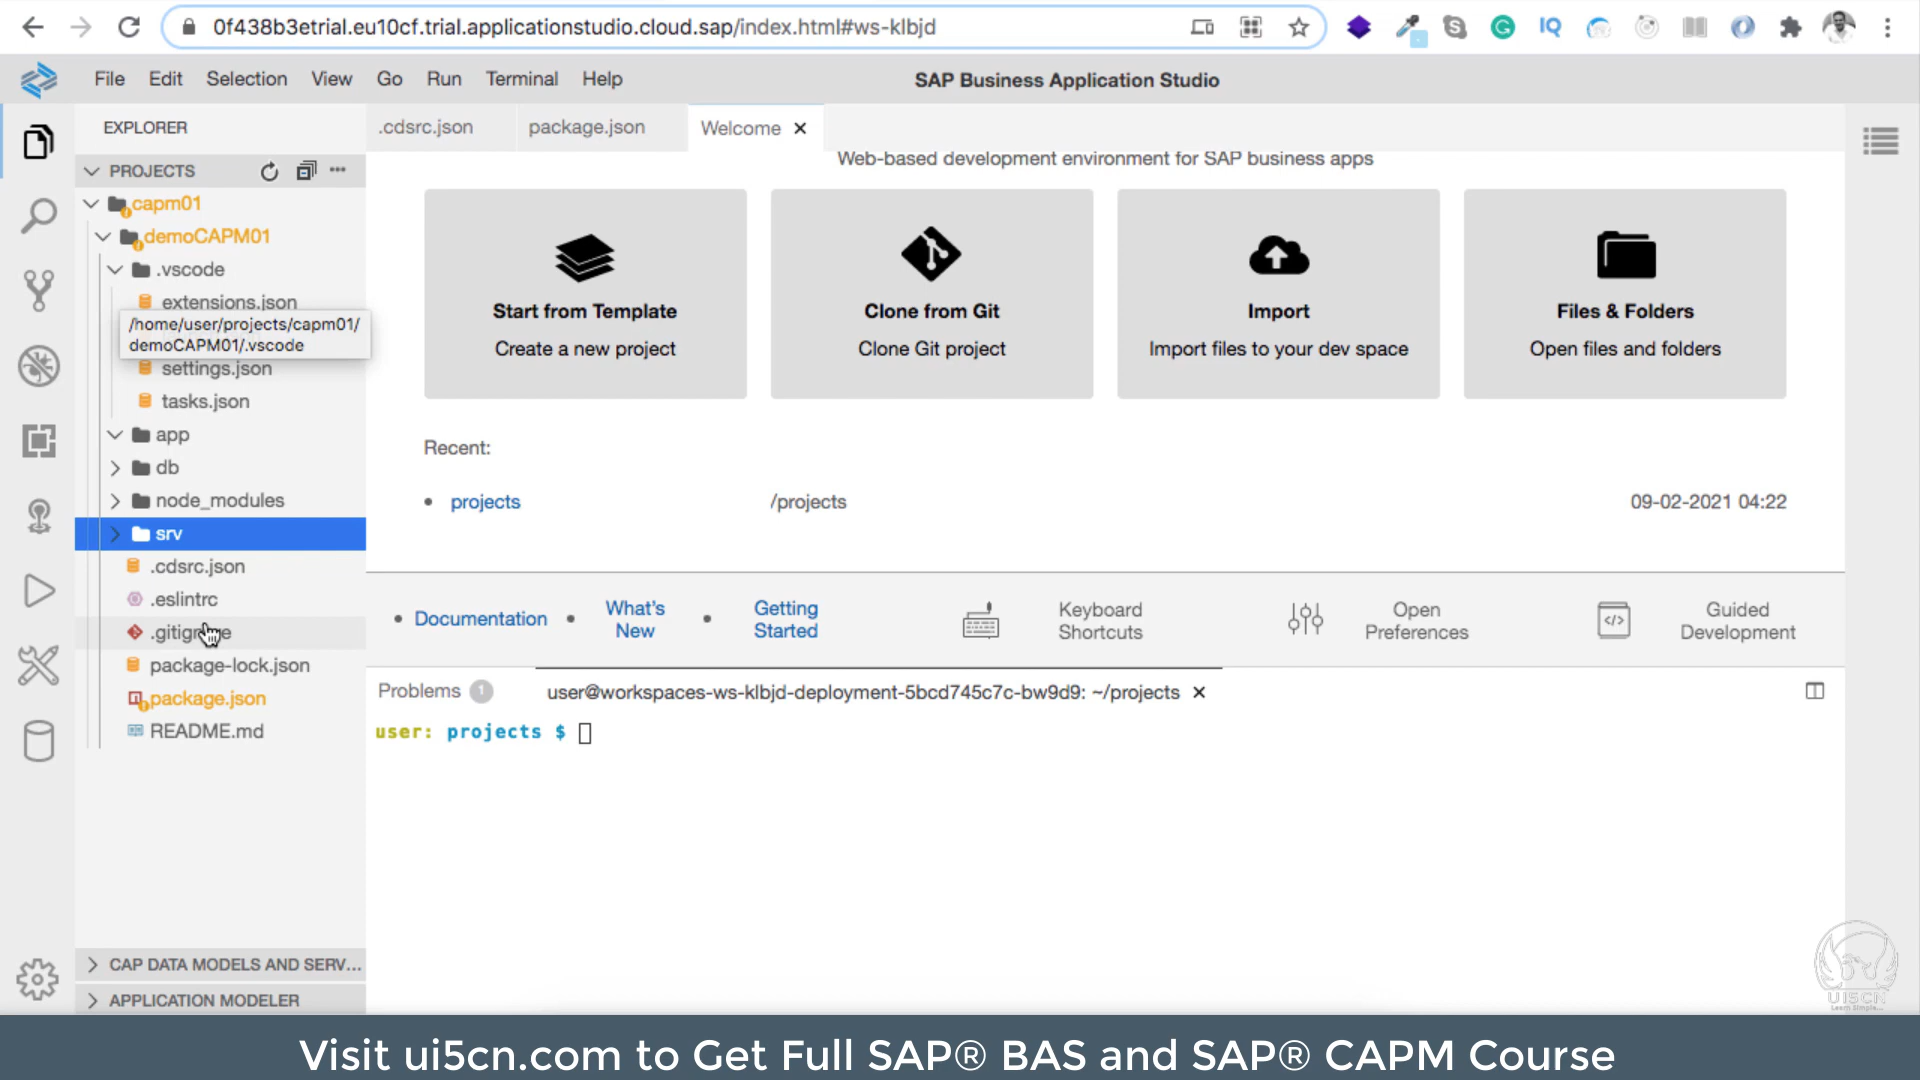 0f438b3etrial.eu10cf.trial.applicationstudio.cloud.sap/index.html#ws-klbjd
File Edit Selection View Go Run Terminal Help
SAP Business Application Studio
EXPLORER
PROJECTS
capm01
demoCAPM01
.vscode
extensions.json
/home/user/projects/capm01/
demoCAPM01/.vscode
settings.json
tasks.json
app
db
node_modules
srv
.cdsrc.json
.eslintrc
package-lock.json
package.json
README.md
CAP DATA MODELS AND SERV...
APPLICATION MODELER
.cdsrc.json
package.json
Welcome
Web-based development environment for SAP business apps
Start from Template
Create a new project
Clone from Git
Clone Git project
Import
Import files to your dev space
Files & Folders
Open files and folders
Recent:
projects /projects 09-02-2021 04:22
Documentation
What's
New
Getting
Started
Keyboard
Shortcuts
Open
Preferences
Guided
Development
Problems 1
user@workspaces-ws-klbjd-deployment-5bcd745c7c-bw9d9: ~/projects
user: projects $
UI5CN
Learn Simple...
Visit ui5cn.com to Get Full SAP® BAS and SAP® CAPM Course